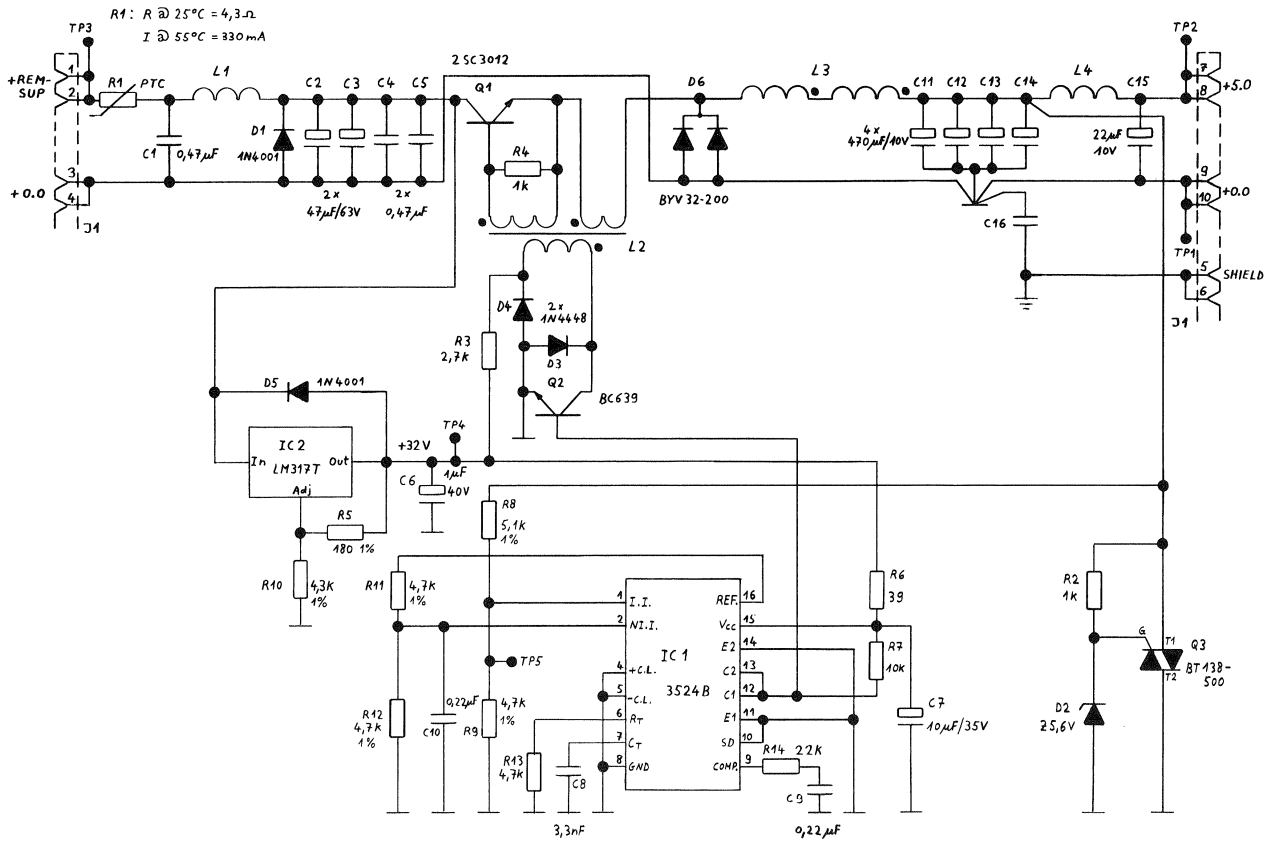 R1: R @ 25°C = 4,3Ω
I @ 55°C = 330mA
TP3
+REM-
SUP
1
2
R1
PTC
L1
C1
0,47µF
D1
1N4001
C2
C3
C4
C5
2x
47µF/63V
2x
0,47µF
3
4
+0.0
J1
2SC3012
Q1
R4
1k
L2
D6
BYV 32-200
L3
C11
C12
C13
C14
4x
470µF/10V
L4
C15
22µF
10V
C16
TP2
7
8
+5.0
9
10
+0.0
TP1
5
SHIELD
6
J1
D4
2x
1N4448
D3
R3
2,7k
Q2
BC639
D5
1N4001
IC2
LM317T
In
Out
Adj
+32V
TP4
C6
1µF
40V
R5
180 1%
R10
4,3k
1%
R8
5,1k
1%
R11
4,7k
1%
R12
4,7k
1%
0,22µF
C10
TP5
R9
4,7k
1%
R13
4,7k
C8
3,3nF
IC1
3524B
1
I.I.
2
NI.I.
4
+C.L.
5
-C.L.
6
RT
7
CT
8
GND
REF.
16
Vcc
15
E2
14
C2
13
C1
12
E1
11
SD
10
COMP.
9
R14 22K
C9
0,22µF
R6
39
R7
10K
C7
10µF/35V
R2
1k
G
T1
T2
Q3
BT138-
500
D2
Z5,6V